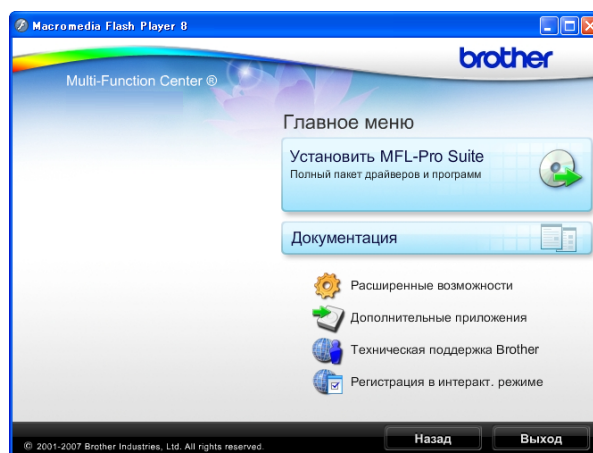 Macromedia Flash Player 8
brother
Multi-Function Center ®
Главное меню
Установить MFL-Pro Suite
Полный пакет драйверов и программ
Документация
Расширенные возможности
Дополнительные приложения
Техническая поддержка Brother
Регистрация в интеракт. режиме
© 2001-2007 Brother Industries, Ltd. All rights reserved.
Назад
Выход